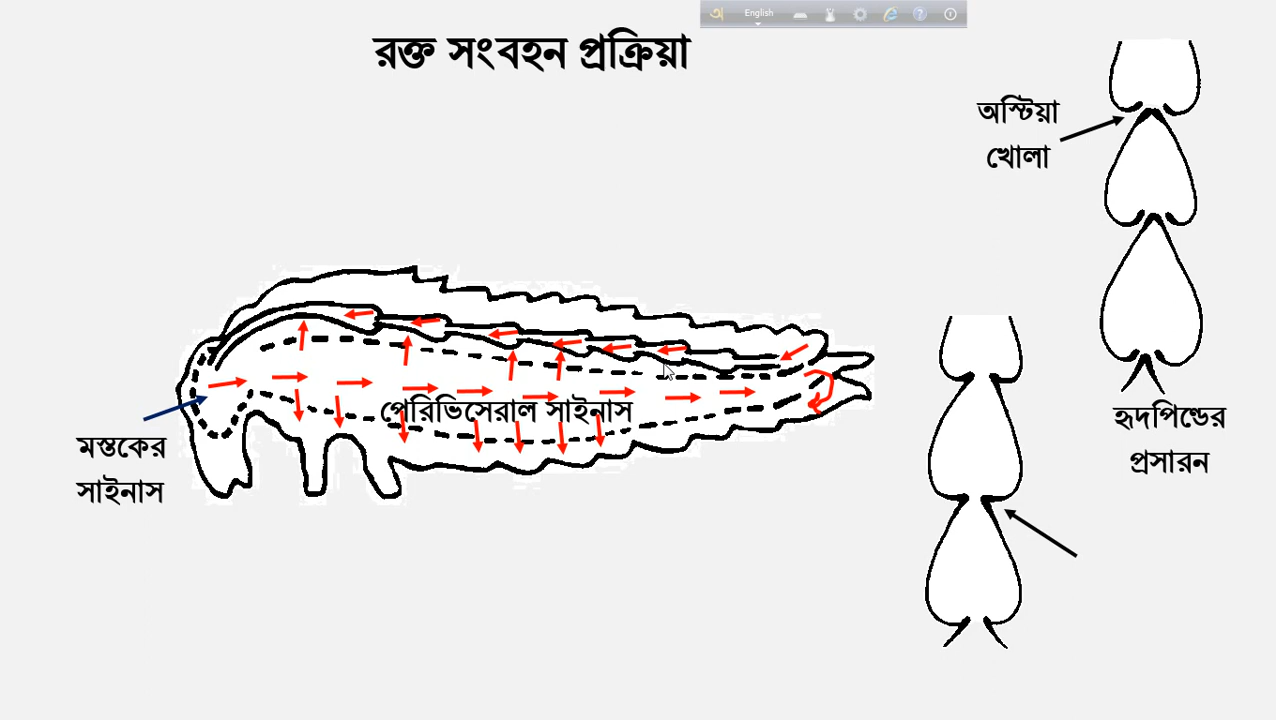 অ English
রক্ত সংবহন প্রক্রিয়া
অস্টিয়া
খোলা
পেরিভিসেরাল সাইনাস
মস্তকের
সাইনাস
হৃদপিন্ডের
প্রসারন